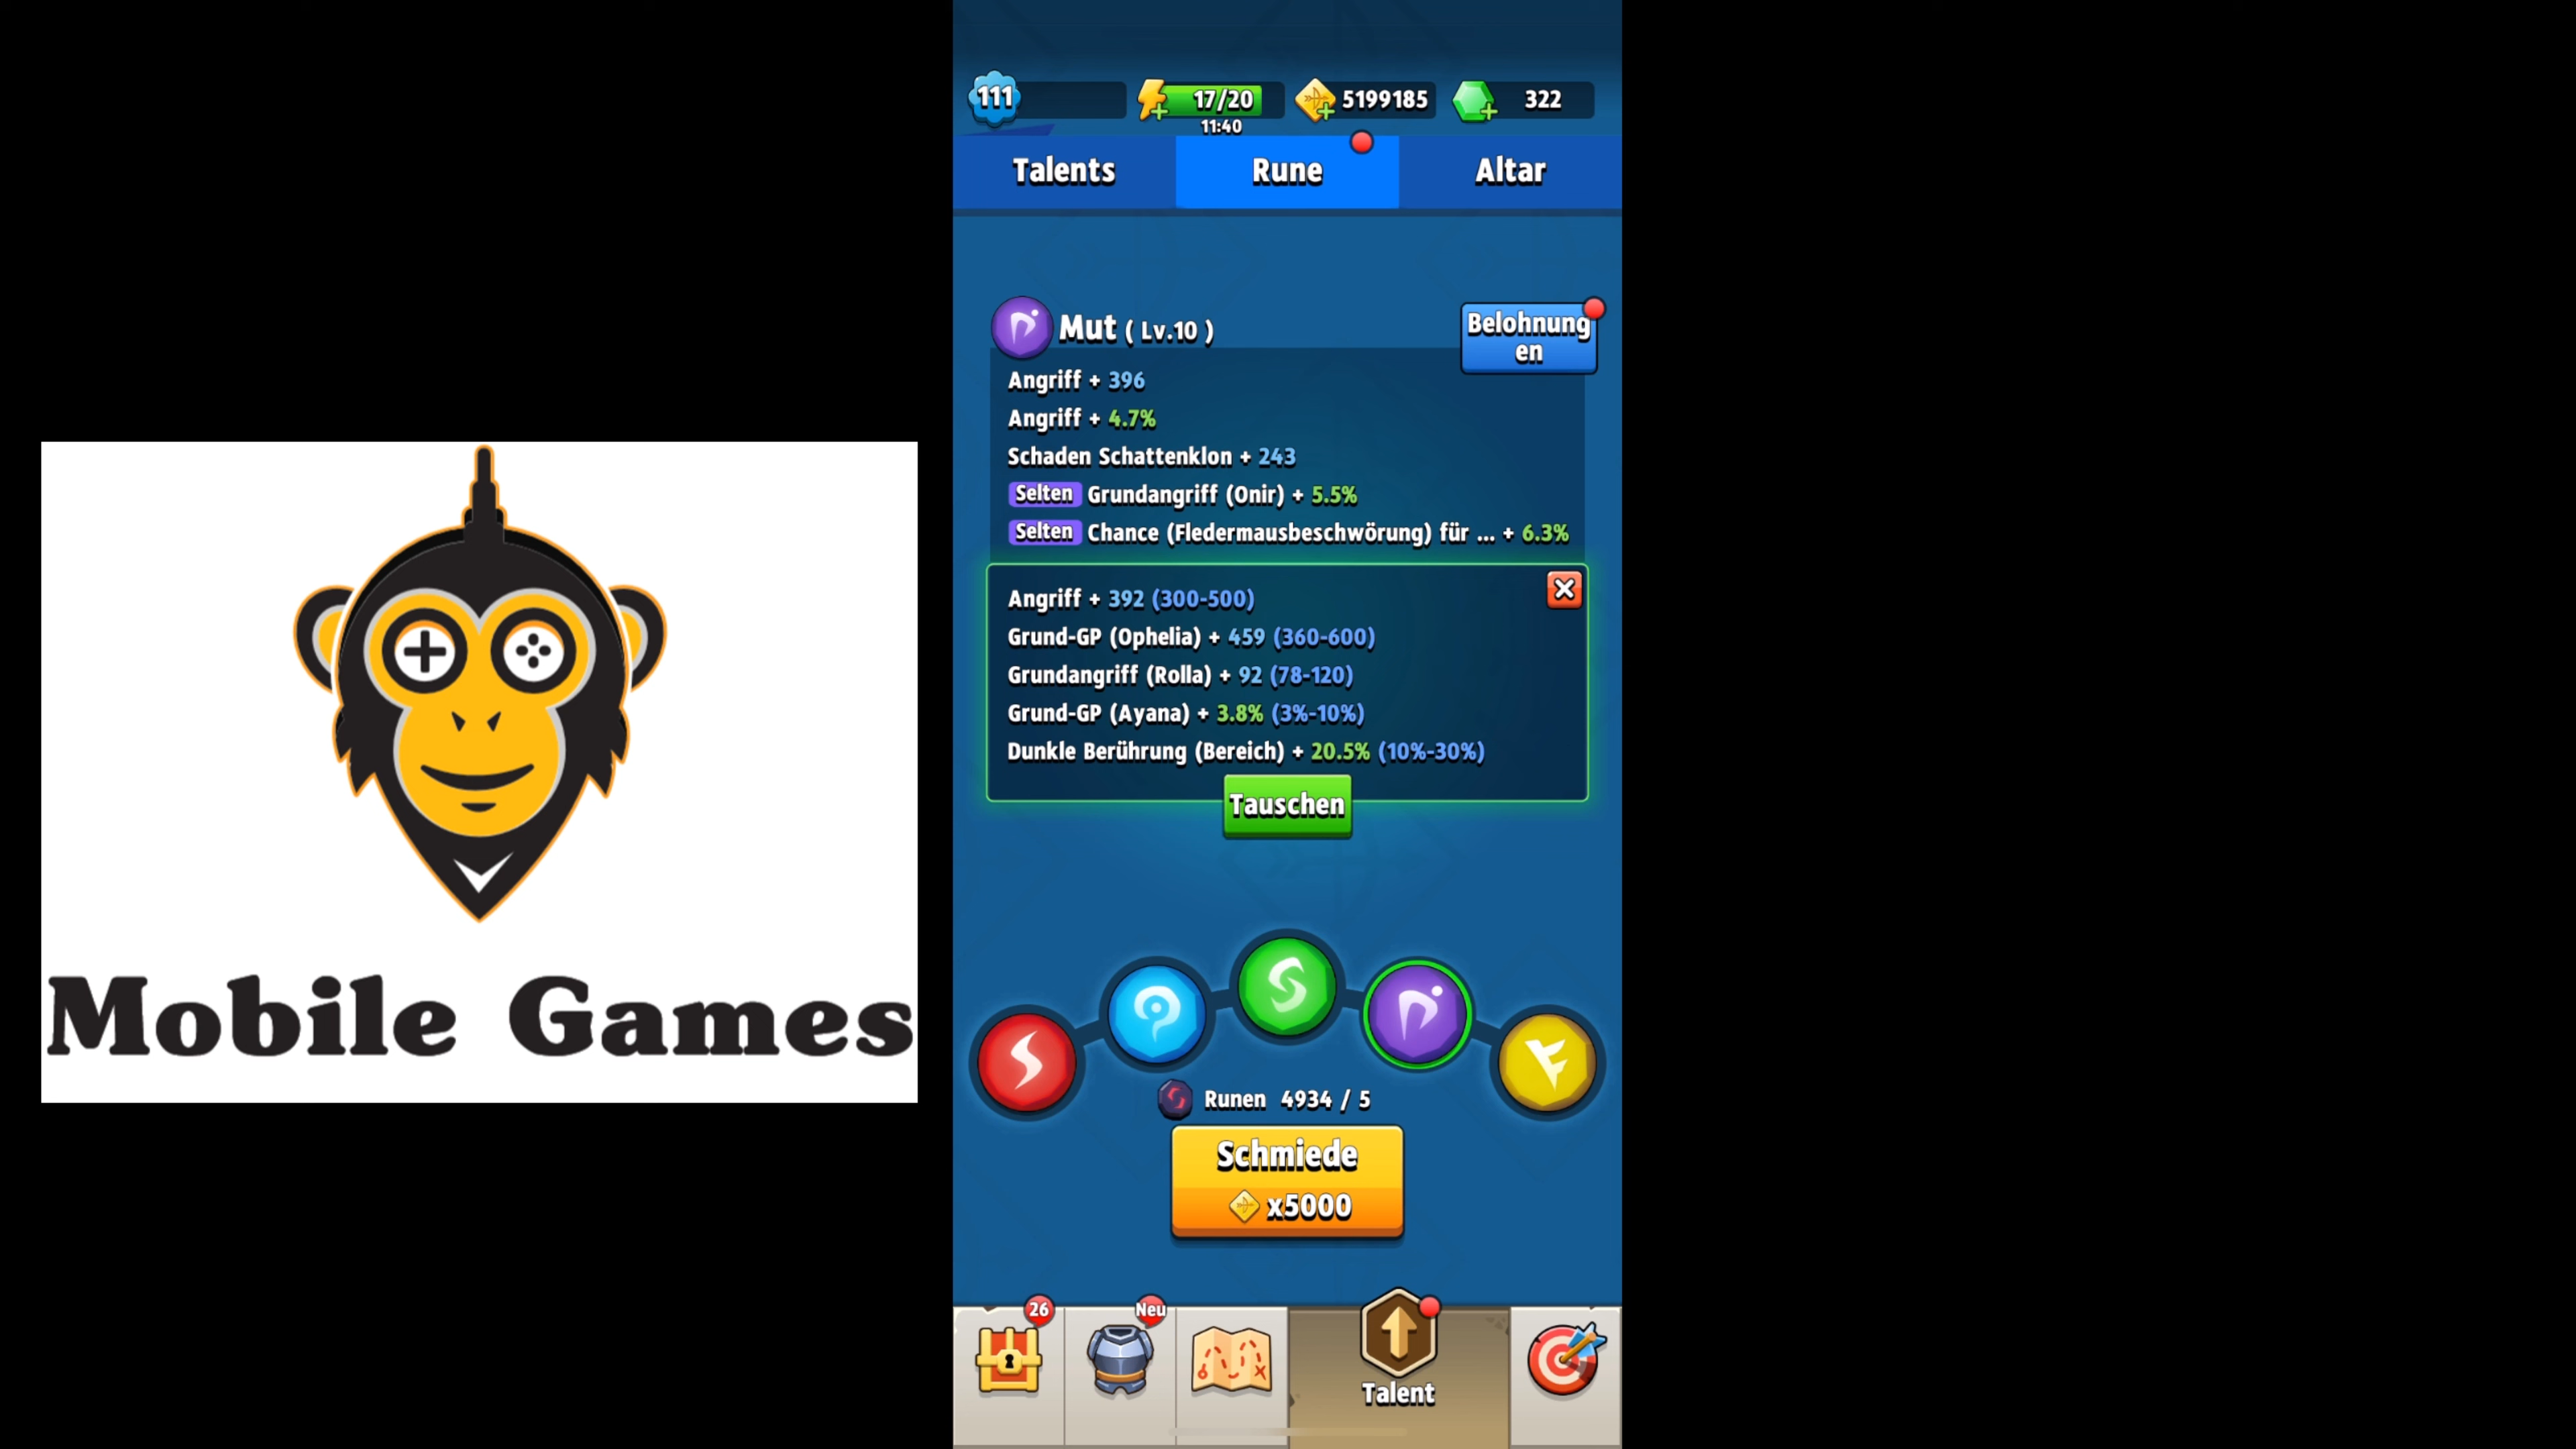 111
17/20
5199185
322
11:40
Talents
Rune
Altar
Mut ( Lv.10 )
Belohnung
en
Angriff + 396
Angriff + 4.7%
Schaden Schattenklon + 243
Selten Grundangriff (Onir) + 5.5%
Selten Chance (Fledermausbeschwörung) für ... + 6.3%
Angriff + 392 (300-500)
Grund-GP (Ophelia) + 459 (360-600)
Grundangriff (Rolla) + 92 (78-120)
Grund-GP (Ayana) + 3.8% (3%-10%)
Dunkle Berührung (Bereich) + 20.5% (10%-30%)
Tauschen
Mobile Games
Runen 4934 / 5
Schmiede
x5000
26
Neu
Talent